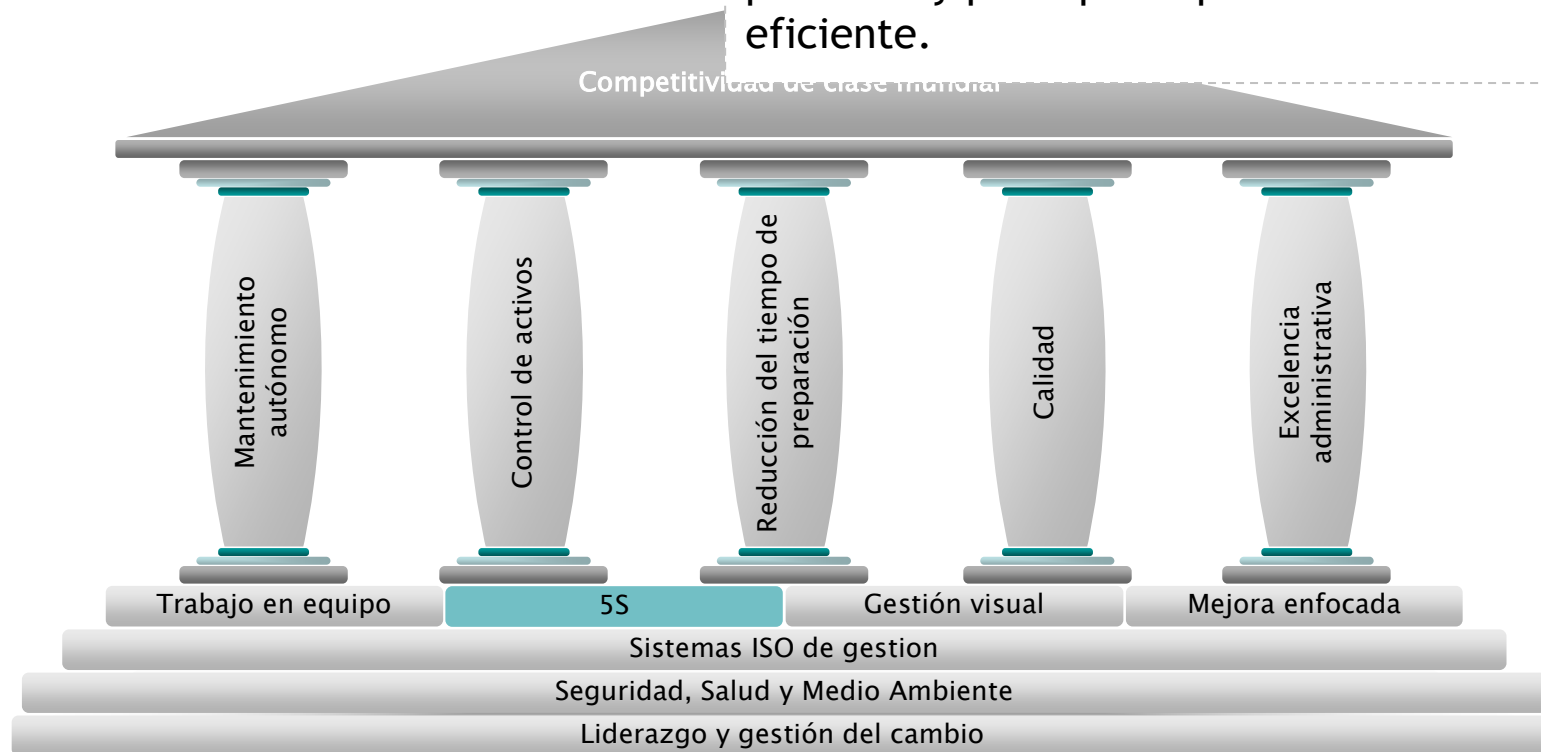 eficiente.
Competitividad de clase mundial
Mantenimiento
autónomo
Control de activos
Reducción del tiempo de
preparación
Calidad
Excelencia
administrativa
Trabajo en equipo
5S
Gestión visual
Mejora enfocada
Sistemas ISO de gestion
Seguridad, Salud y Medio Ambiente
Liderazgo y gestión del cambio